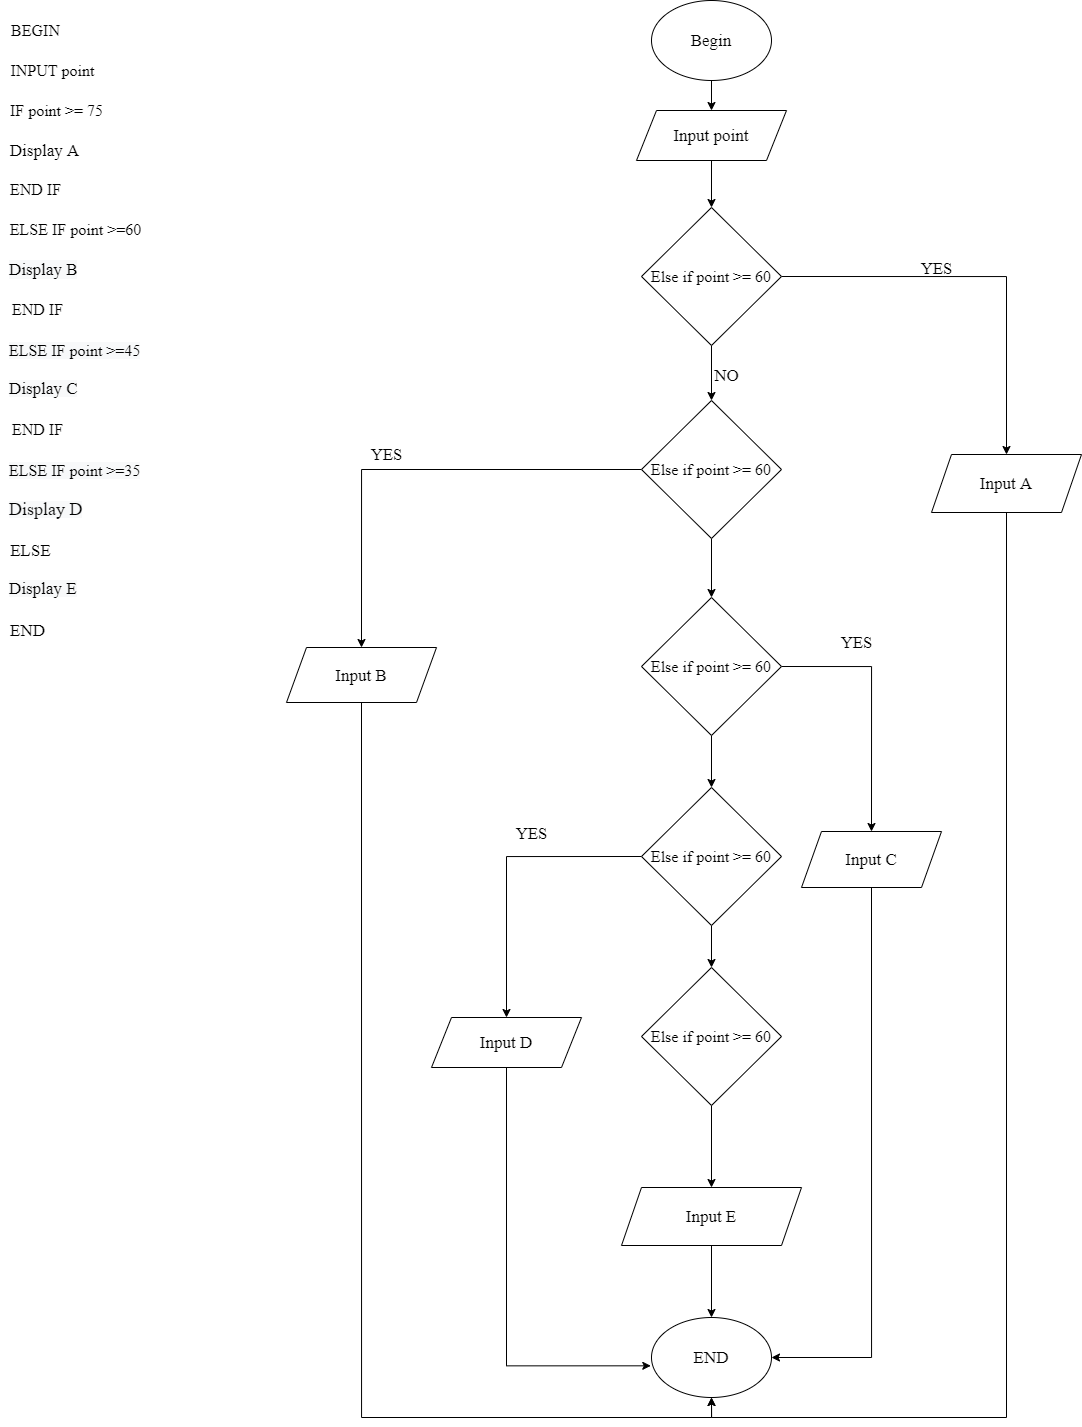 BEGIN
INPUT point
IF point >= 75
Display A
END IF
ELSE IF point >=60
Display B
END IF
ELSE IF point >=45
Display C
END IF
ELSE IF point >=35
Display D
ELSE
Display E
END
Begin
Input point
Else if point >= 60
YES
NO
Else if point >= 60
YES
Input A
Else if point >= 60
YES
Input B
Else if point >= 60
YES
Input C
Else if point >= 60
Input D
Input E
END